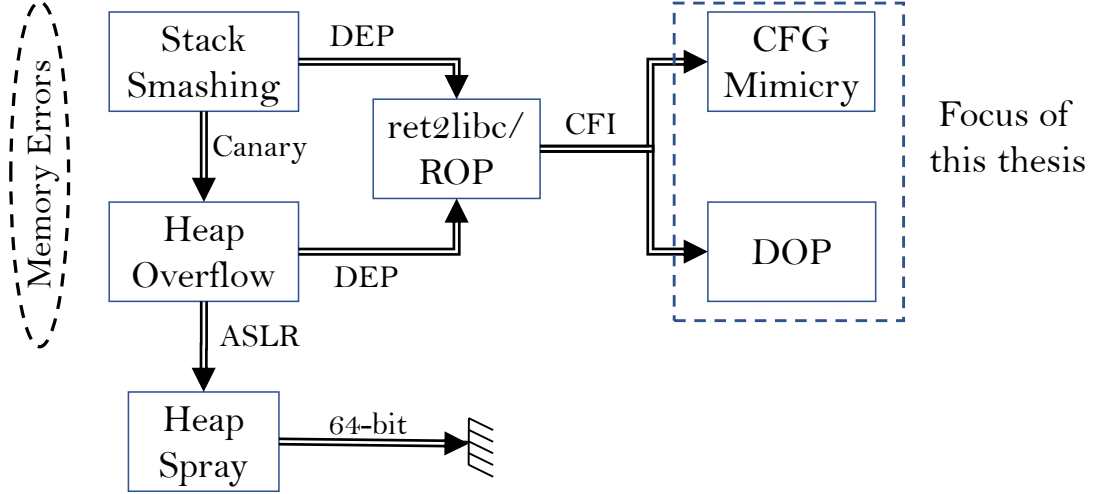 Memory Errors
Stack
Smashing
DEP
Canary
ret2libc/
ROP
CFI
CFG
Mimicry
Focus of
this thesis
Heap
Overflow
DEP
DOP
ASLR
Heap
Spray
64-bit